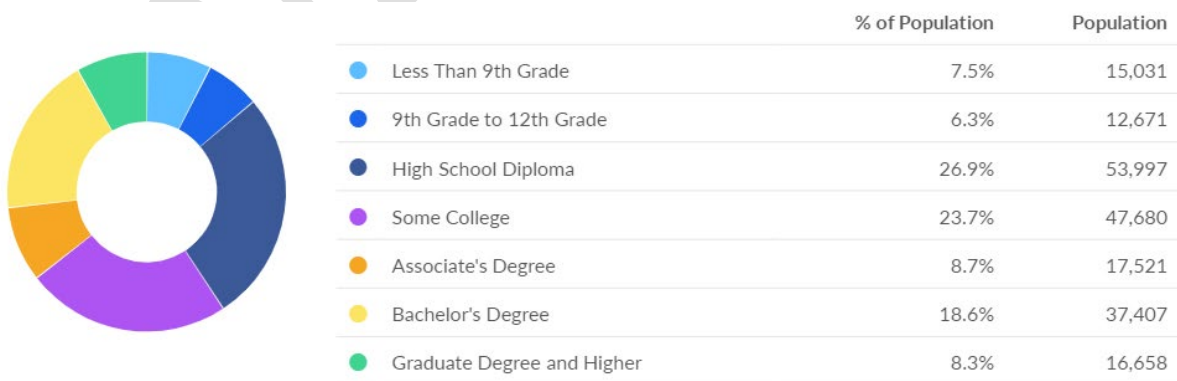 % of Population Population
Less Than 9th Grade 7.5% 15,031
9th Grade to 12th Grade 6.3% 12,671
High School Diploma 26.9% 53,997
Some College 23.7% 47,680
Associate's Degree 8.7% 17,521
Bachelor's Degree 18.6% 37,407
Graduate Degree and Higher 8.3% 16,658